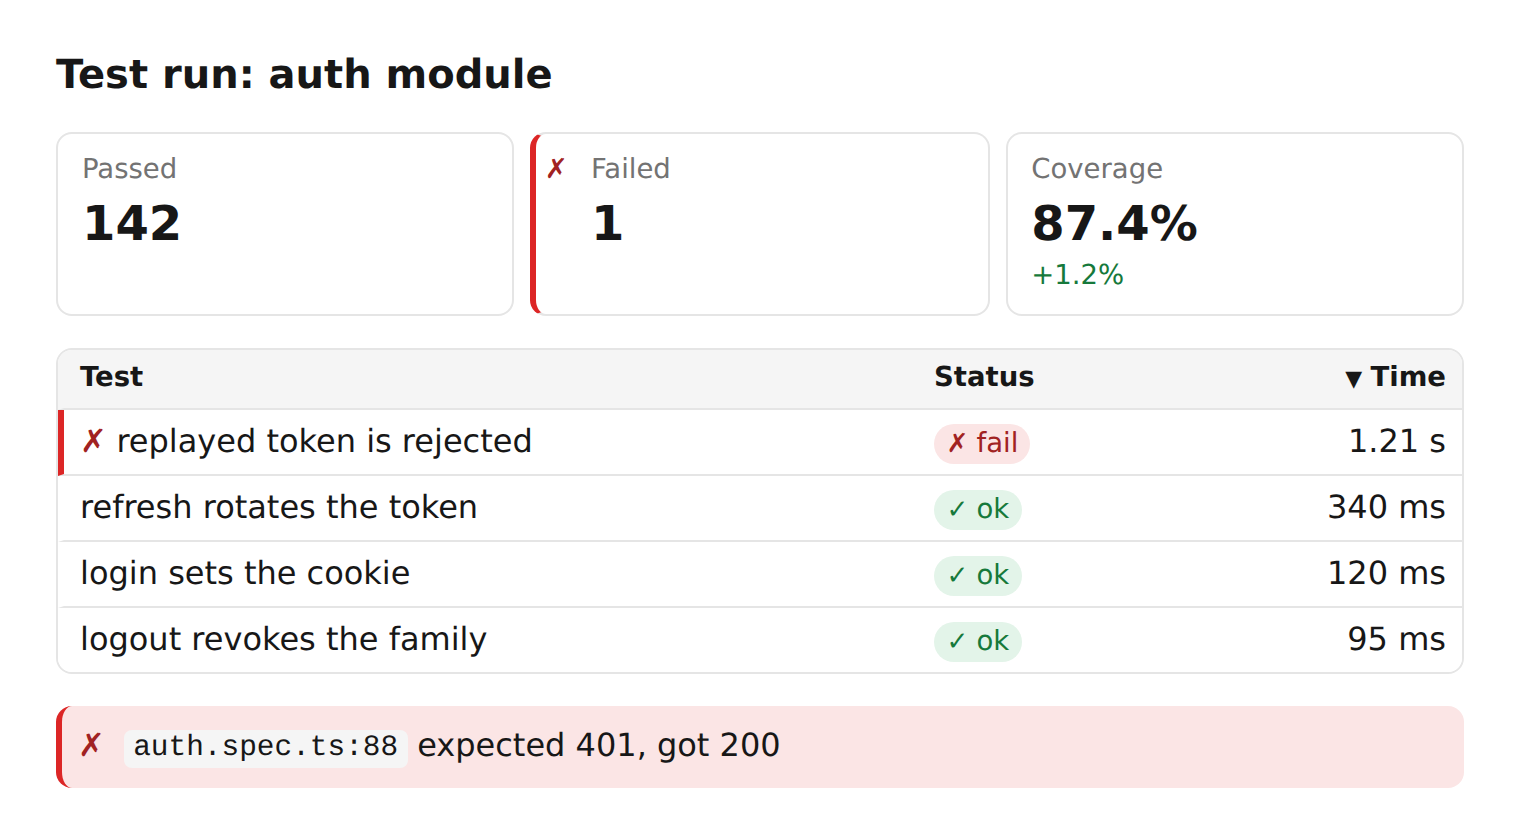 Test run: auth module
Passed
142
✗ Failed
1
Coverage
87.4%
+1.2%
Test Status ▼ Time
✗ replayed token is rejected ✗ fail 1.21 s
refresh rotates the token ✓ ok 340 ms
login sets the cookie ✓ ok 120 ms
logout revokes the family ✓ ok 95 ms
✗ auth.spec.ts:88 expected 401, got 200